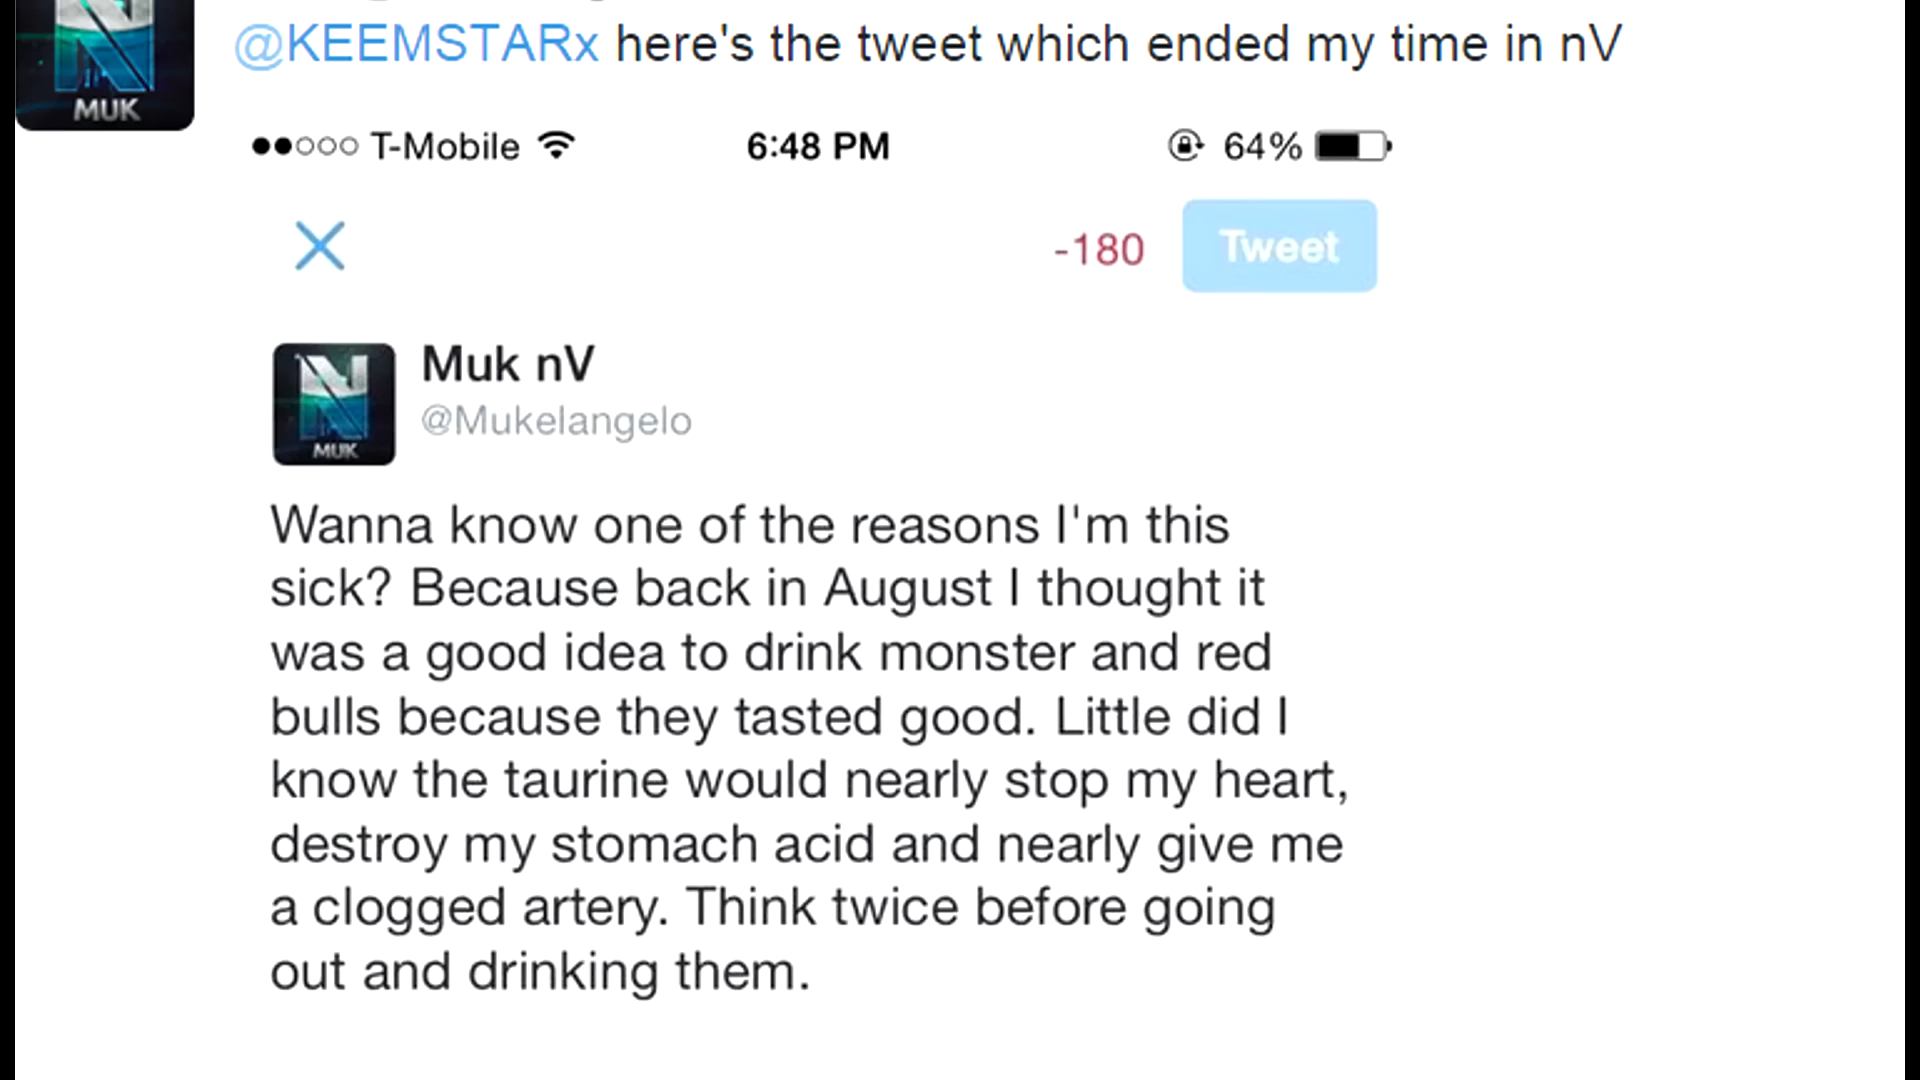 @KEEMSTARx here's the tweet which ended my time in nV
MUK
T-Mobile 6:48 PM 64%
-180 Tweet
Muk nV
@Mukelangelo
MUK
Wanna know one of the reasons I'm this
sick? Because back in August I thought it
was a good idea to drink monster and red
bulls because they tasted good. Little did I
know the taurine would nearly stop my heart,
destroy my stomach acid and nearly give me
a clogged artery. Think twice before going
out and drinking them.